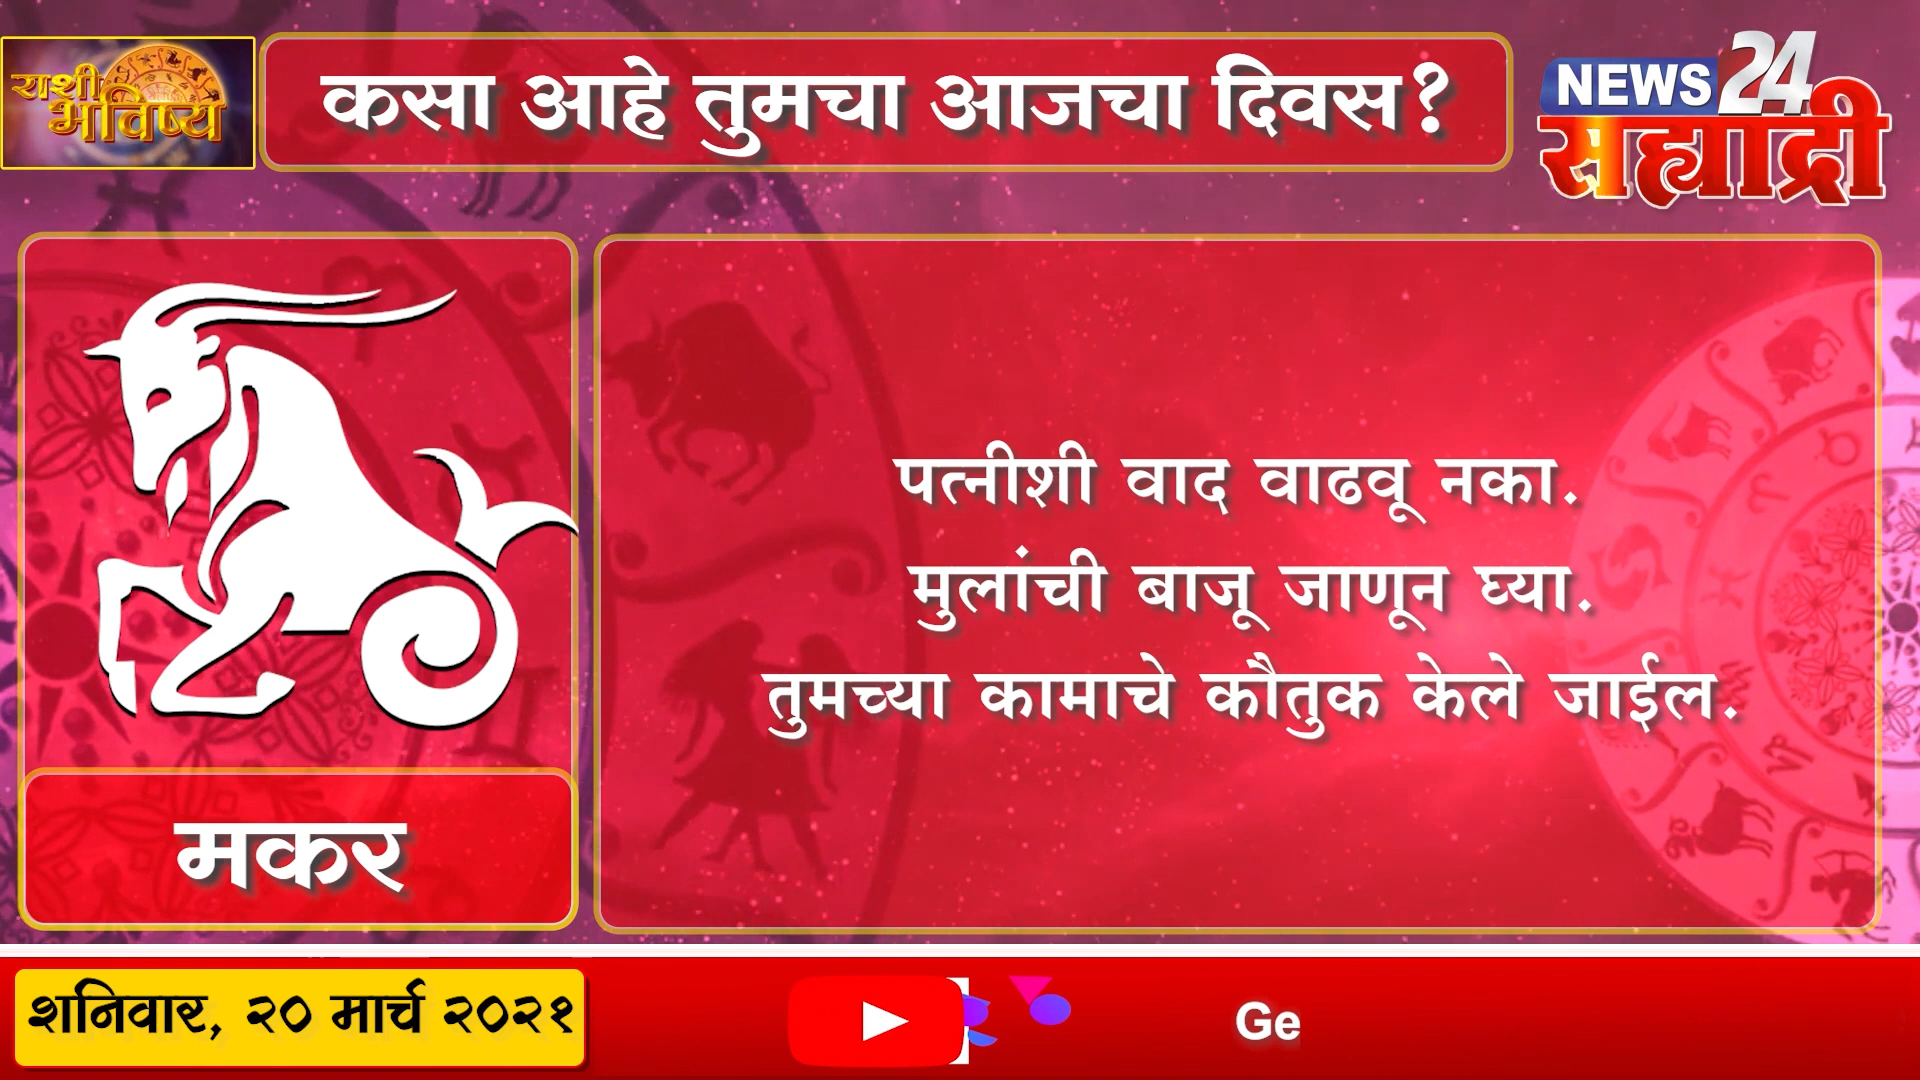 राशी
भविष्य
कसा आहे तुमचा आजचा दिवस?
NEWS 24
सह्याद्री
पत्नीशी वाद वाढवू नका.
मुलांची बाजू जाणून घ्या.
तुमच्या कामाचे कौतुक केले जाईल.
मकर
शनिवार, २० मार्च २०२१
Ge